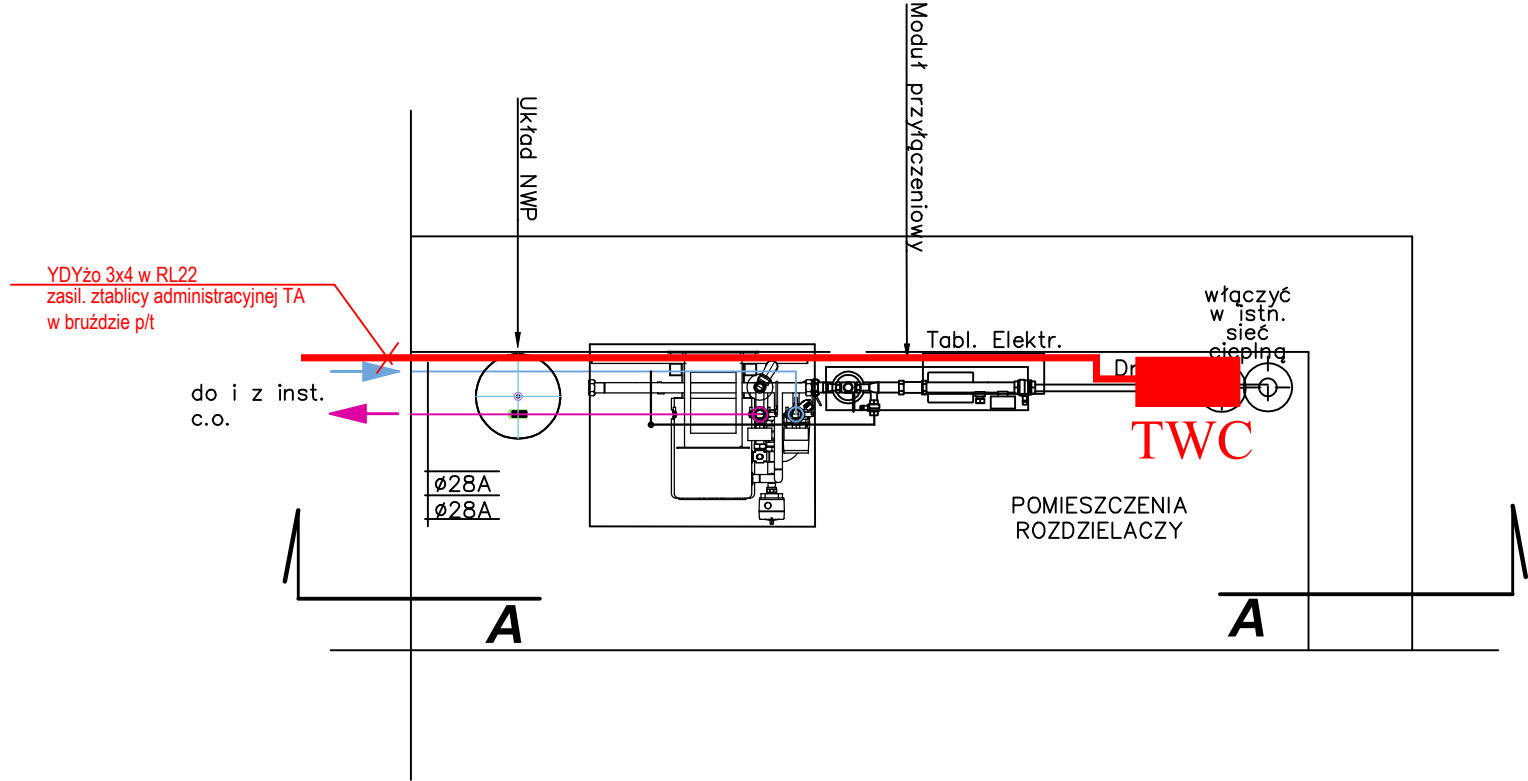 Moduł przyłączeniowy
Układ NWP
YDYżo 3x4 w RL22
zasil. ztablicy administracyjnej TA
w bruździe p/t
włączyć
w istn.
sieć
cieplną
Tabl. Elektr.
Dr
do i z inst.
c.o.
TWC
ø28A
ø28A
POMIESZCZENIA
ROZDZIELACZY
A
A